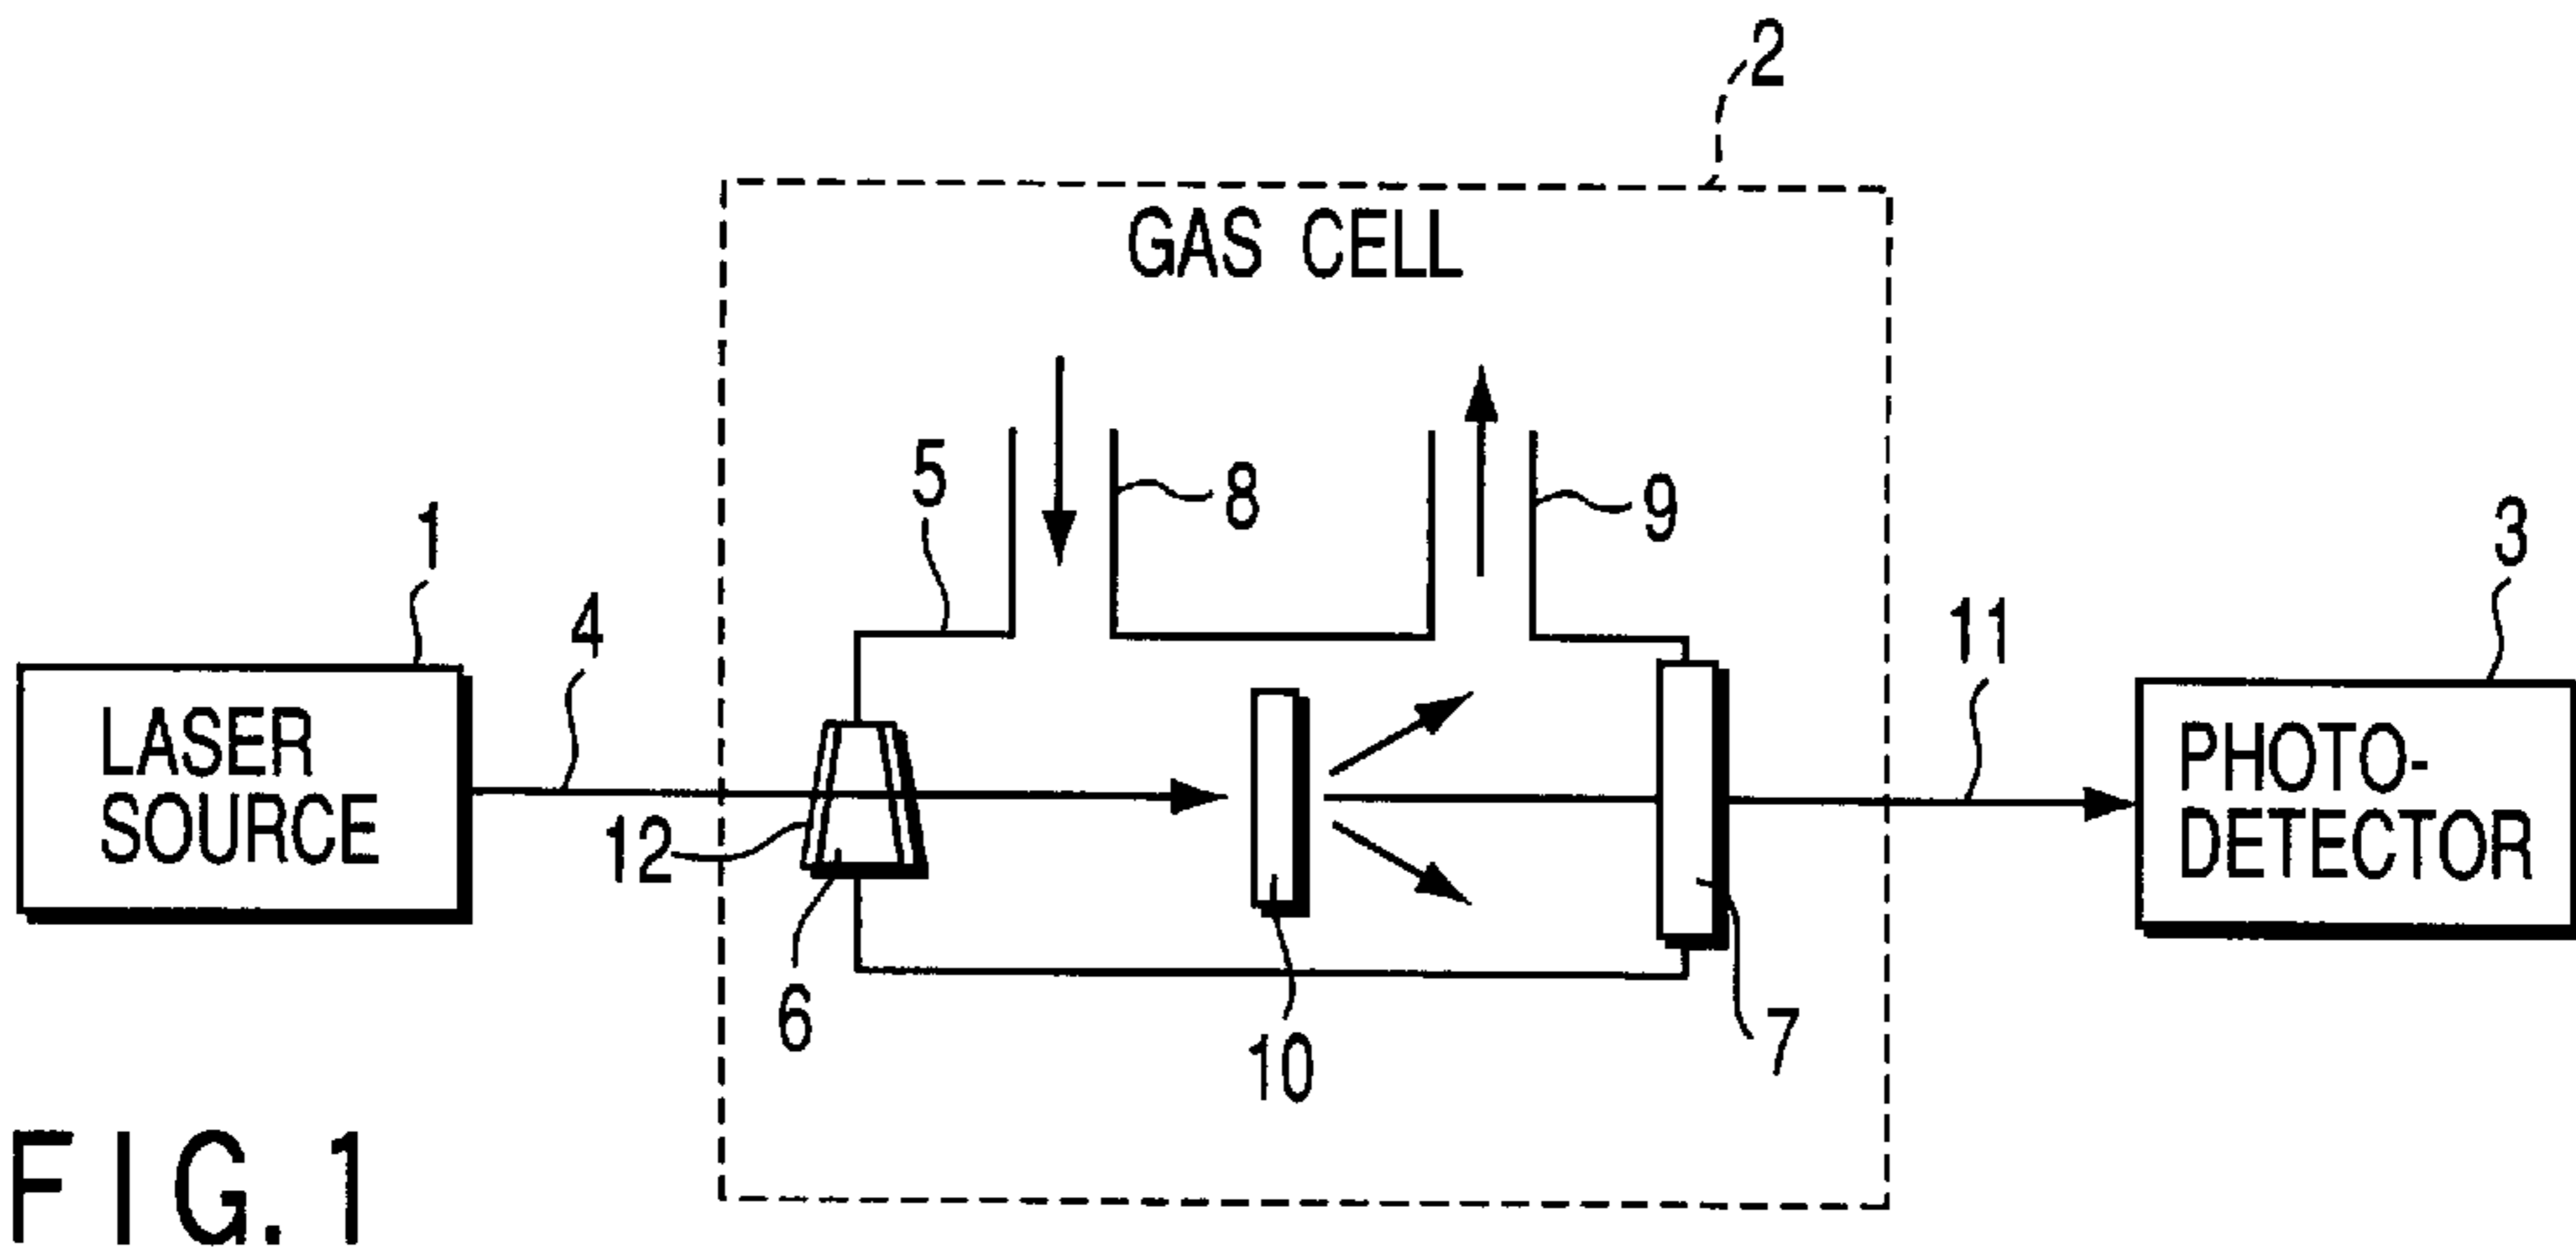 2
GAS CELL
5
8
9
1
4
3
11
LASER
SOURCE
PHOTO-
DETECTOR
12
6
10
7
FIG. 1